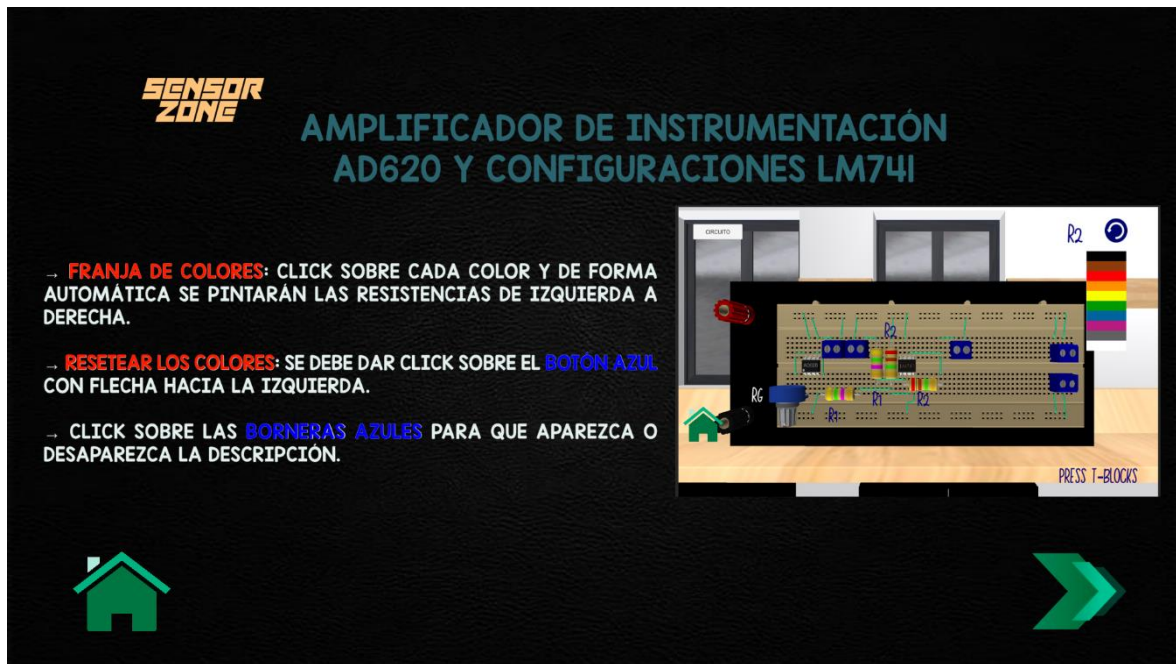 SENSOR
ZONE
AMPLIFICADOR DE INSTRUMENTACIÓN
AD620 Y CONFIGURACIONES LM741
→ FRANJA DE COLORES: CLICK SOBRE CADA COLOR Y DE FORMA
AUTOMÁTICA SE PINTARÁN LAS RESISTENCIAS DE IZQUIERDA A
DERECHA.
→ RESETEAR LOS COLORES: SE DEBE DAR CLICK SOBRE EL BOTÓN AZUL
CON FLECHA HACIA LA IZQUIERDA.
→ CLICK SOBRE LAS BORNERAS AZULES PARA QUE APAREZCA O
DESAPAREZCA LA DESCRIPCIÓN.
CIRCUITO
R2
R2
RG
R1
R2
R1
PRESS T-BLOCKS